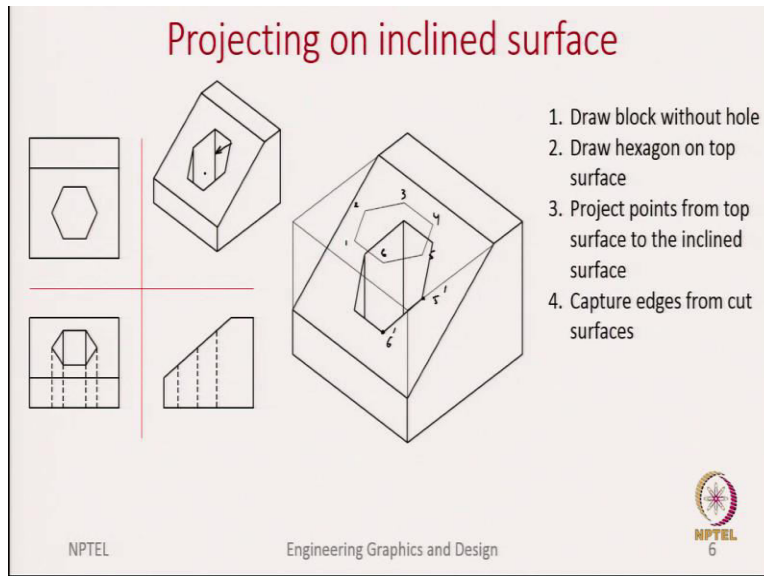 Projecting on inclined surface
1. Draw block without hole
2. Draw hexagon on top
surface
3. Project points from top
surface to the inclined
surface
4. Capture edges from cut
surfaces
3
2
4
1
6
5
5'
6'
NPTEL
NPTEL
Engineering Graphics and Design
6